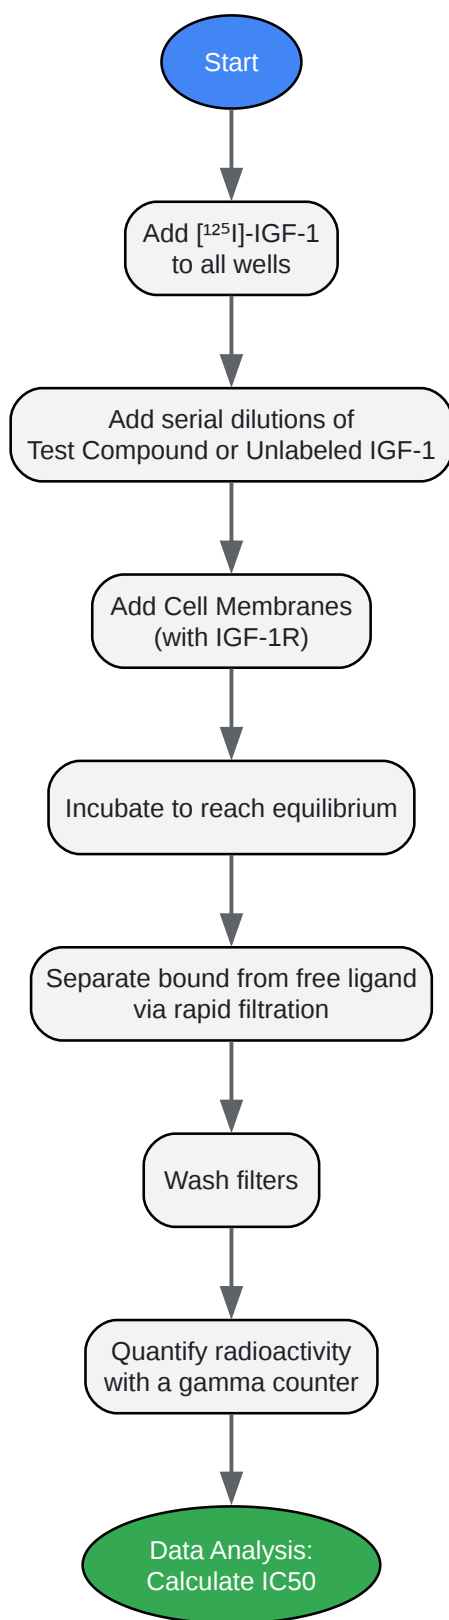 Start
Add [¹²⁵I]-IGF-1
to all wells
Add serial dilutions of
Test Compound or Unlabeled IGF-1
Add Cell Membranes
(with IGF-1R)
Incubate to reach equilibrium
Separate bound from free ligand
via rapid filtration
Wash filters
Quantify radioactivity
with a gamma counter
Data Analysis:
Calculate IC50